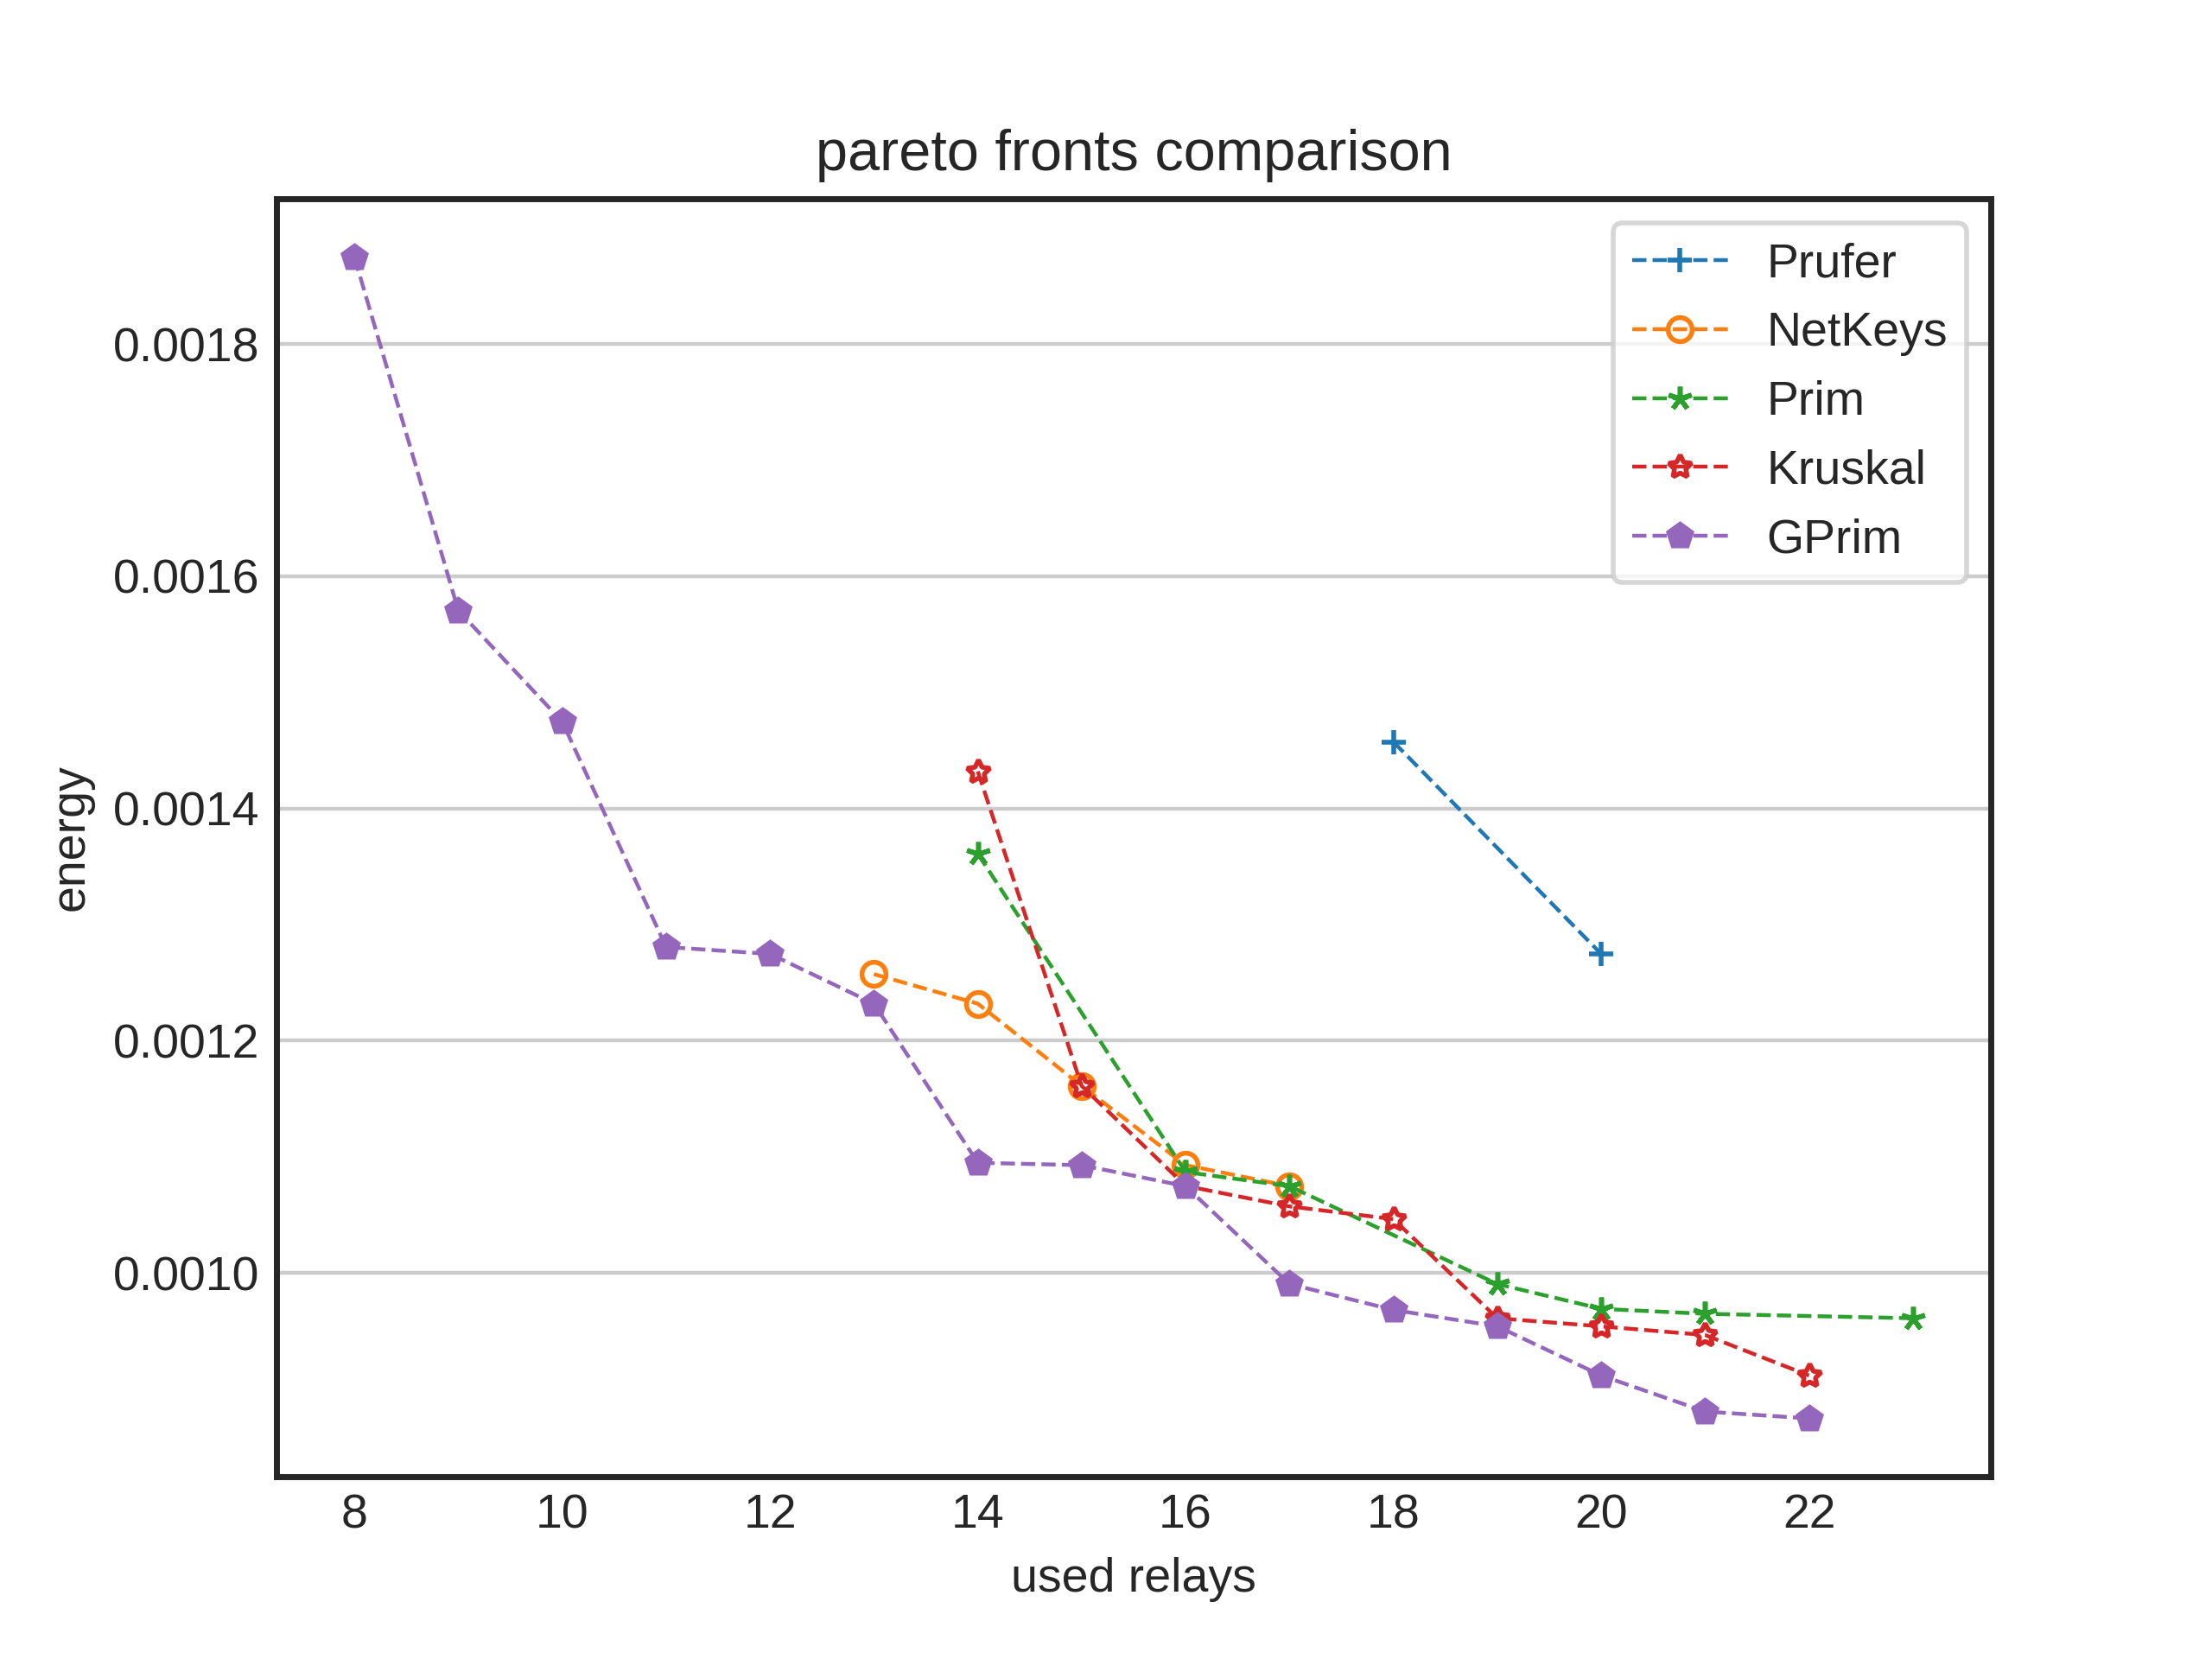 pareto fronts comparison
Prufer
NetKeys
Prim
Kruskal
GPrim
0.0018
0.0016
0.0014
0.0012
0.0010
energy
8 10 12 14 16 18 20 22
used relays